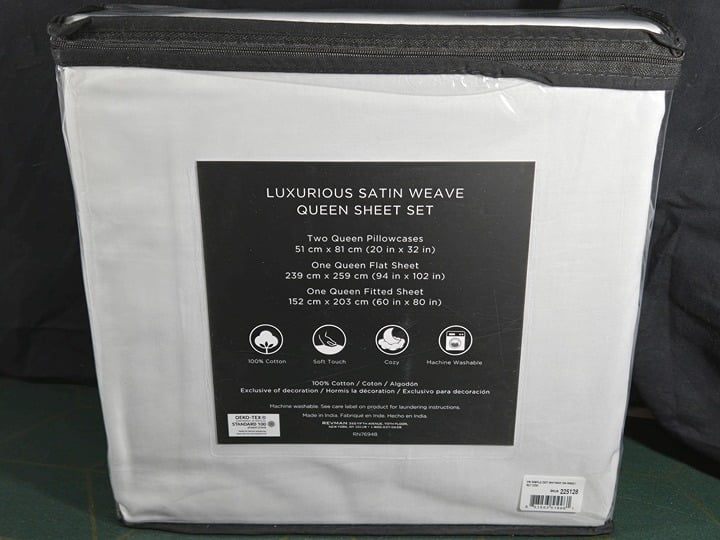 LUXURIOUS SATIN WEAVE
QUEEN SHEET SET
Two Queen Pillowcases
51 cm x 81 cm (20 in x 32 in)
One Queen Flat Sheet
239 cm x 259 cm (94 in x 102 in)
One Queen Fitted Sheet
152 cm x 203 cm (60 in x 80 in)
100% Cotton
Soft Touch
Cozy
Machine Washable
100% Cotton / Coton / Algodón
Exclusive of decoration / Hormis la décoration / Exclusivo para decoración
Machine washable. See care label on product for laundering instructions.
Made in India. Fabriqué en Inde. Hecho en India.
REVMAN
NEW YORK, NY
RN76948
OEKO-TEX®
STANDARD 100
225128